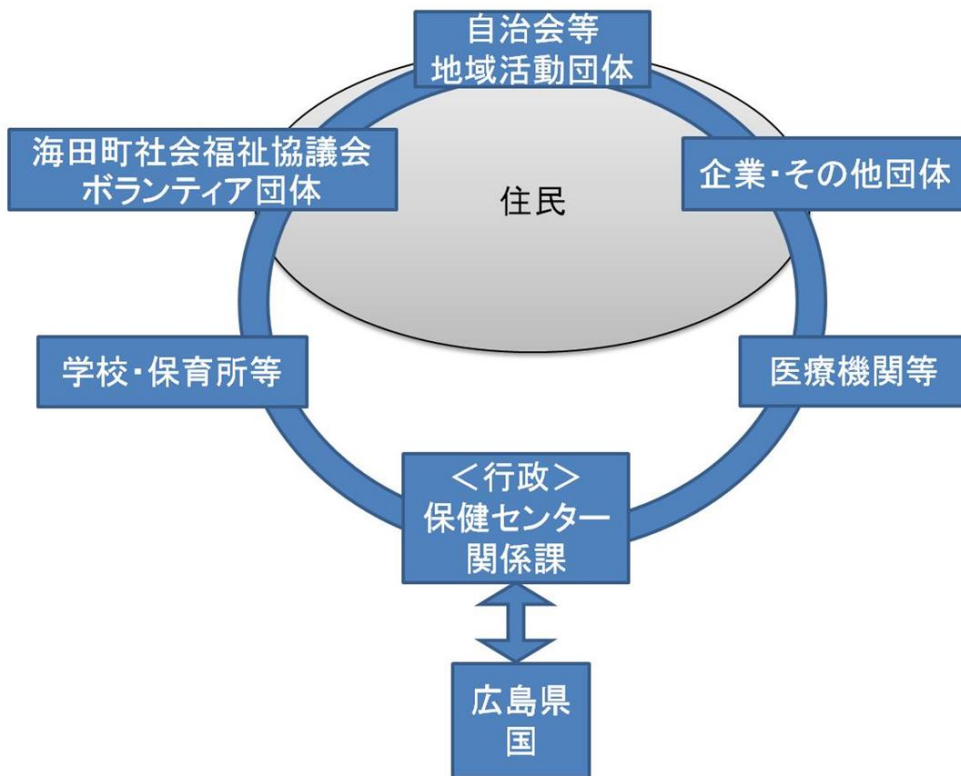 自治会等
地域活動団体
海田町社会福祉協議会
ボランティア団体
企業・その他団体
住民
学校・保育所等
医療機関等
＜行政＞
保健センター
関係課
広島県
国